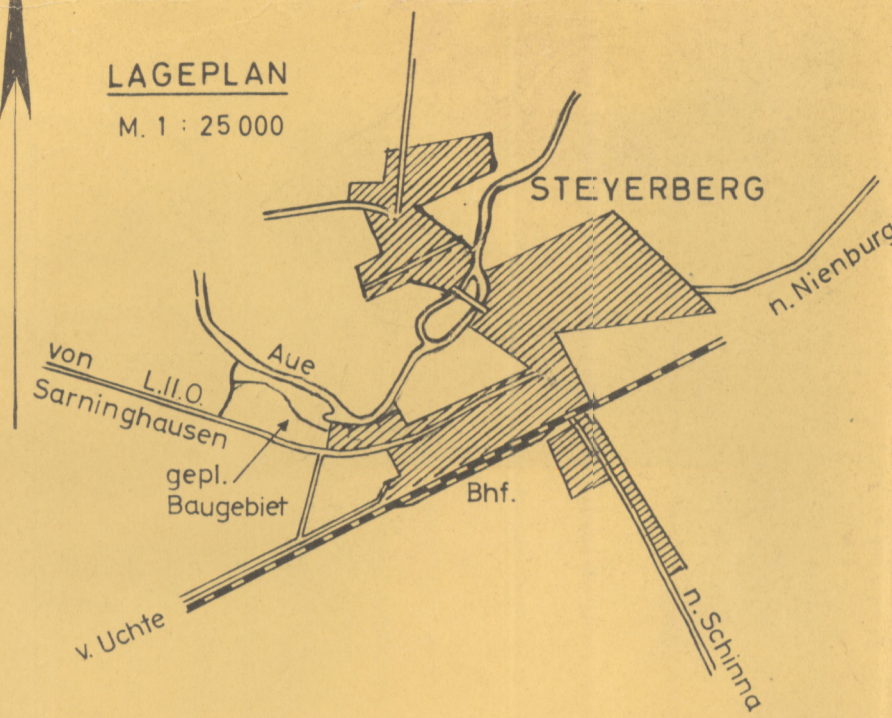 LAGEPLAN
M. 1 : 25 000
STEYERBERG
n. Nienburg
Aue
von
L.II.O.
Sarninghausen
gepl.
Baugebiet
Bhf.
v. Uchte
n. Schinna